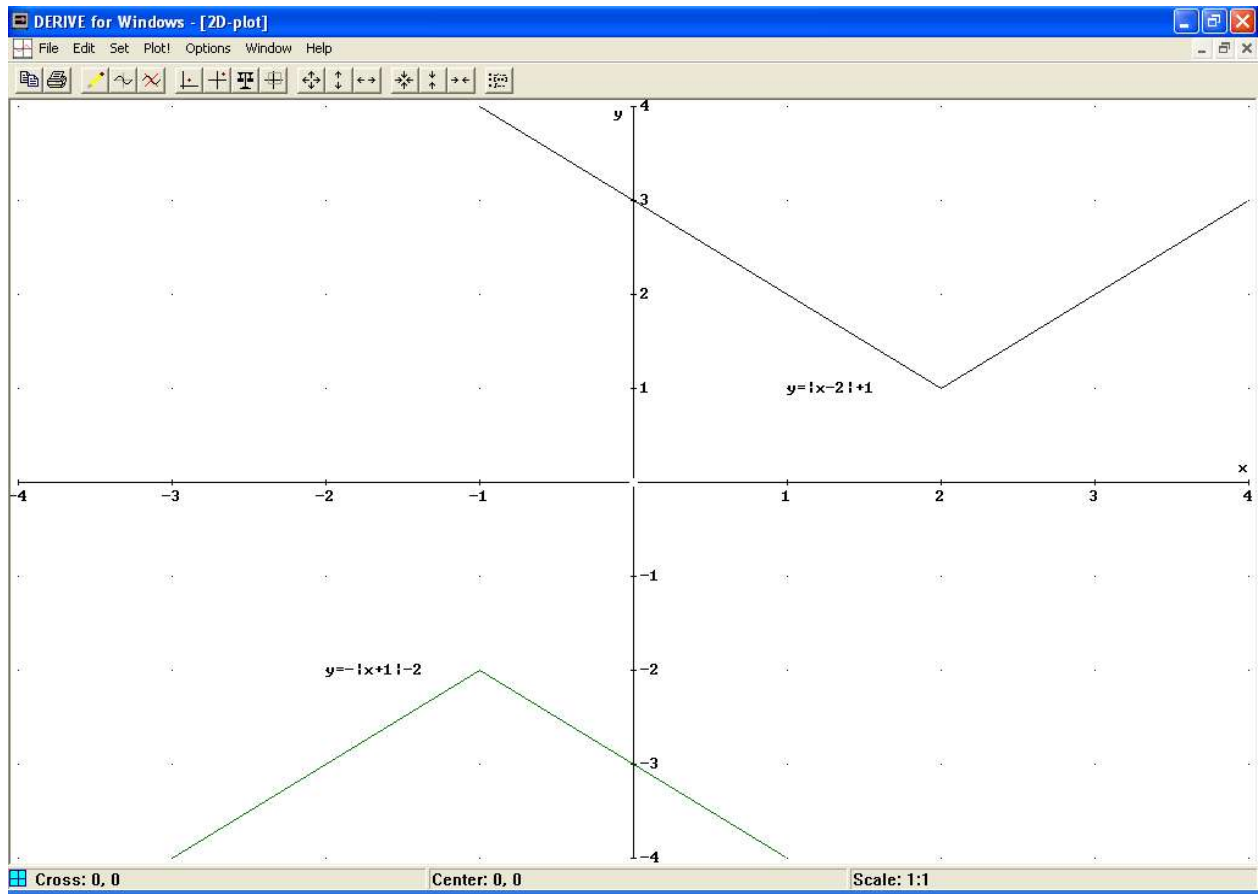 DERIVE for Windows - [2D-plot]
File Edit Set Plot! Options Window Help
y 4
3
2
y=|x-2|+1
1
x
-4 -3 -2 -1 1 2 3 4
-1
y=-|x+1|-2
-2
-3
-4
Cross: 0, 0 Center: 0, 0 Scale: 1:1